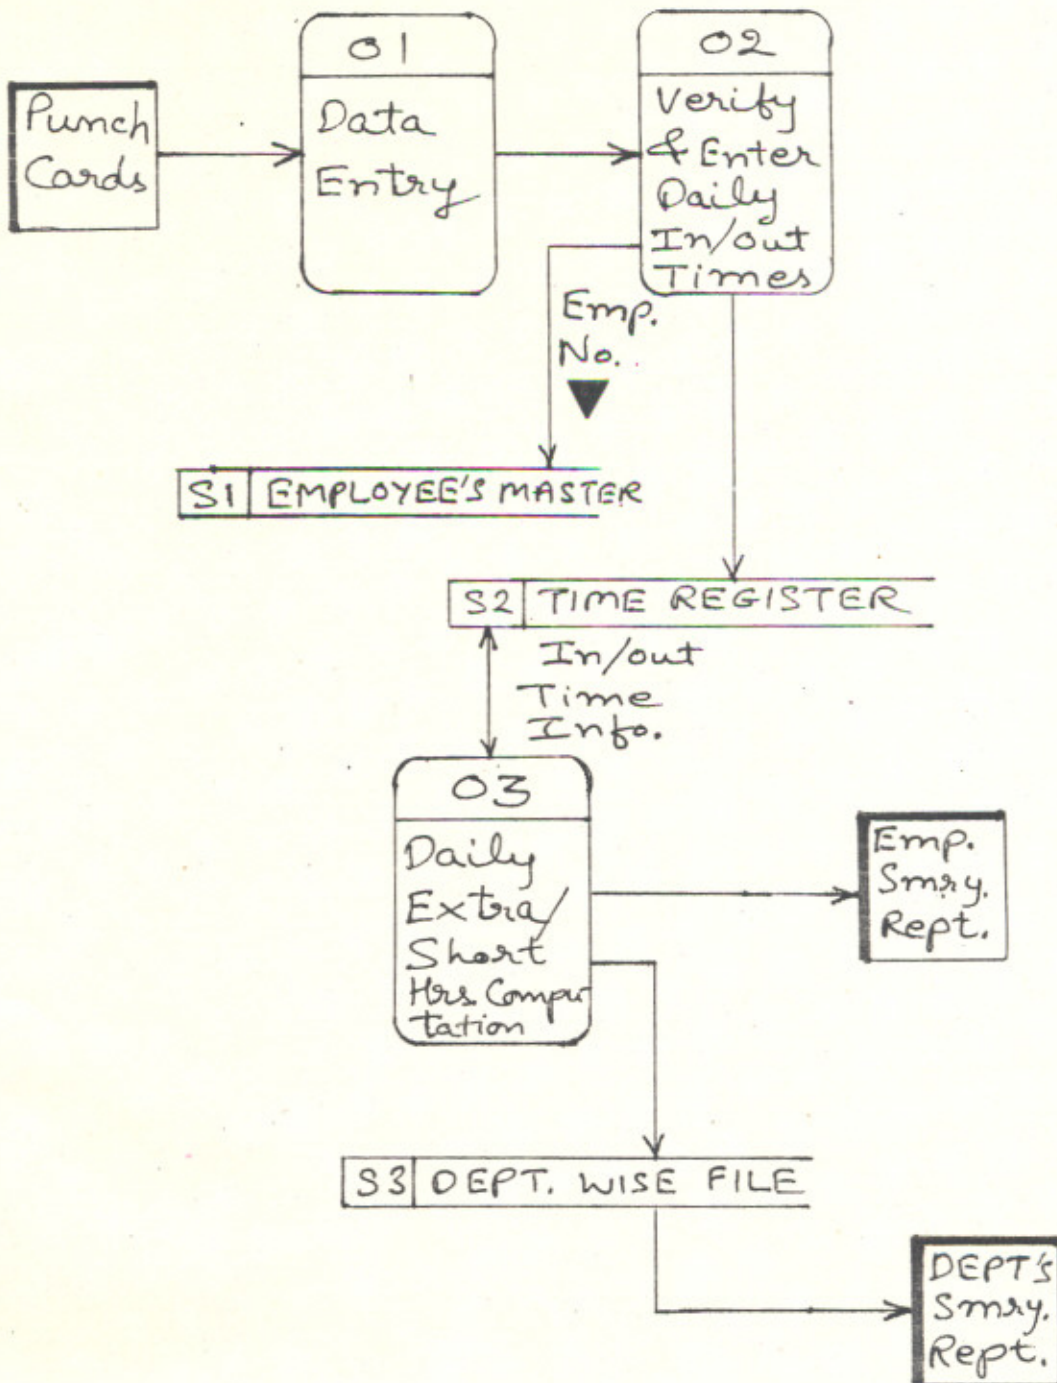 Punch
Cards
01
Data
Entry
02
Verify
& Enter
Daily
In/out
Times
Emp.
No.
S1 EMPLOYEE'S MASTER
S2 TIME REGISTER
In/out
Time
Info.
03
Daily
Extra/
Short
Hrs. Compu-
tation
Emp.
Smry.
Rept.
S3 DEPT. WISE FILE
DEPT's
Smry.
Rept.